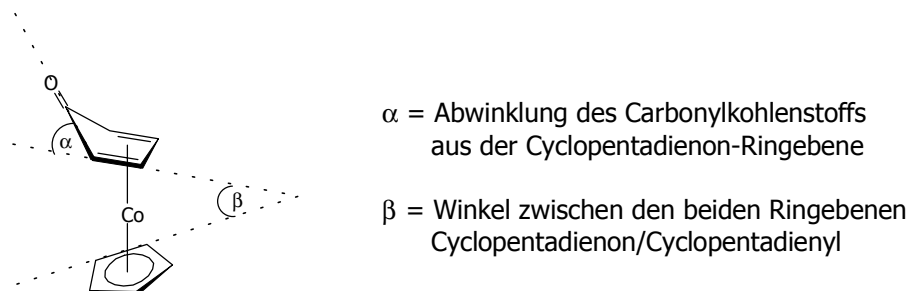 O
α
α = Abwinklung des Carbonylkohlenstoffs
aus der Cyclopentadienon-Ringebene
β
Co
β = Winkel zwischen den beiden Ringebenen
Cyclopentadienon/Cyclopentadienyl